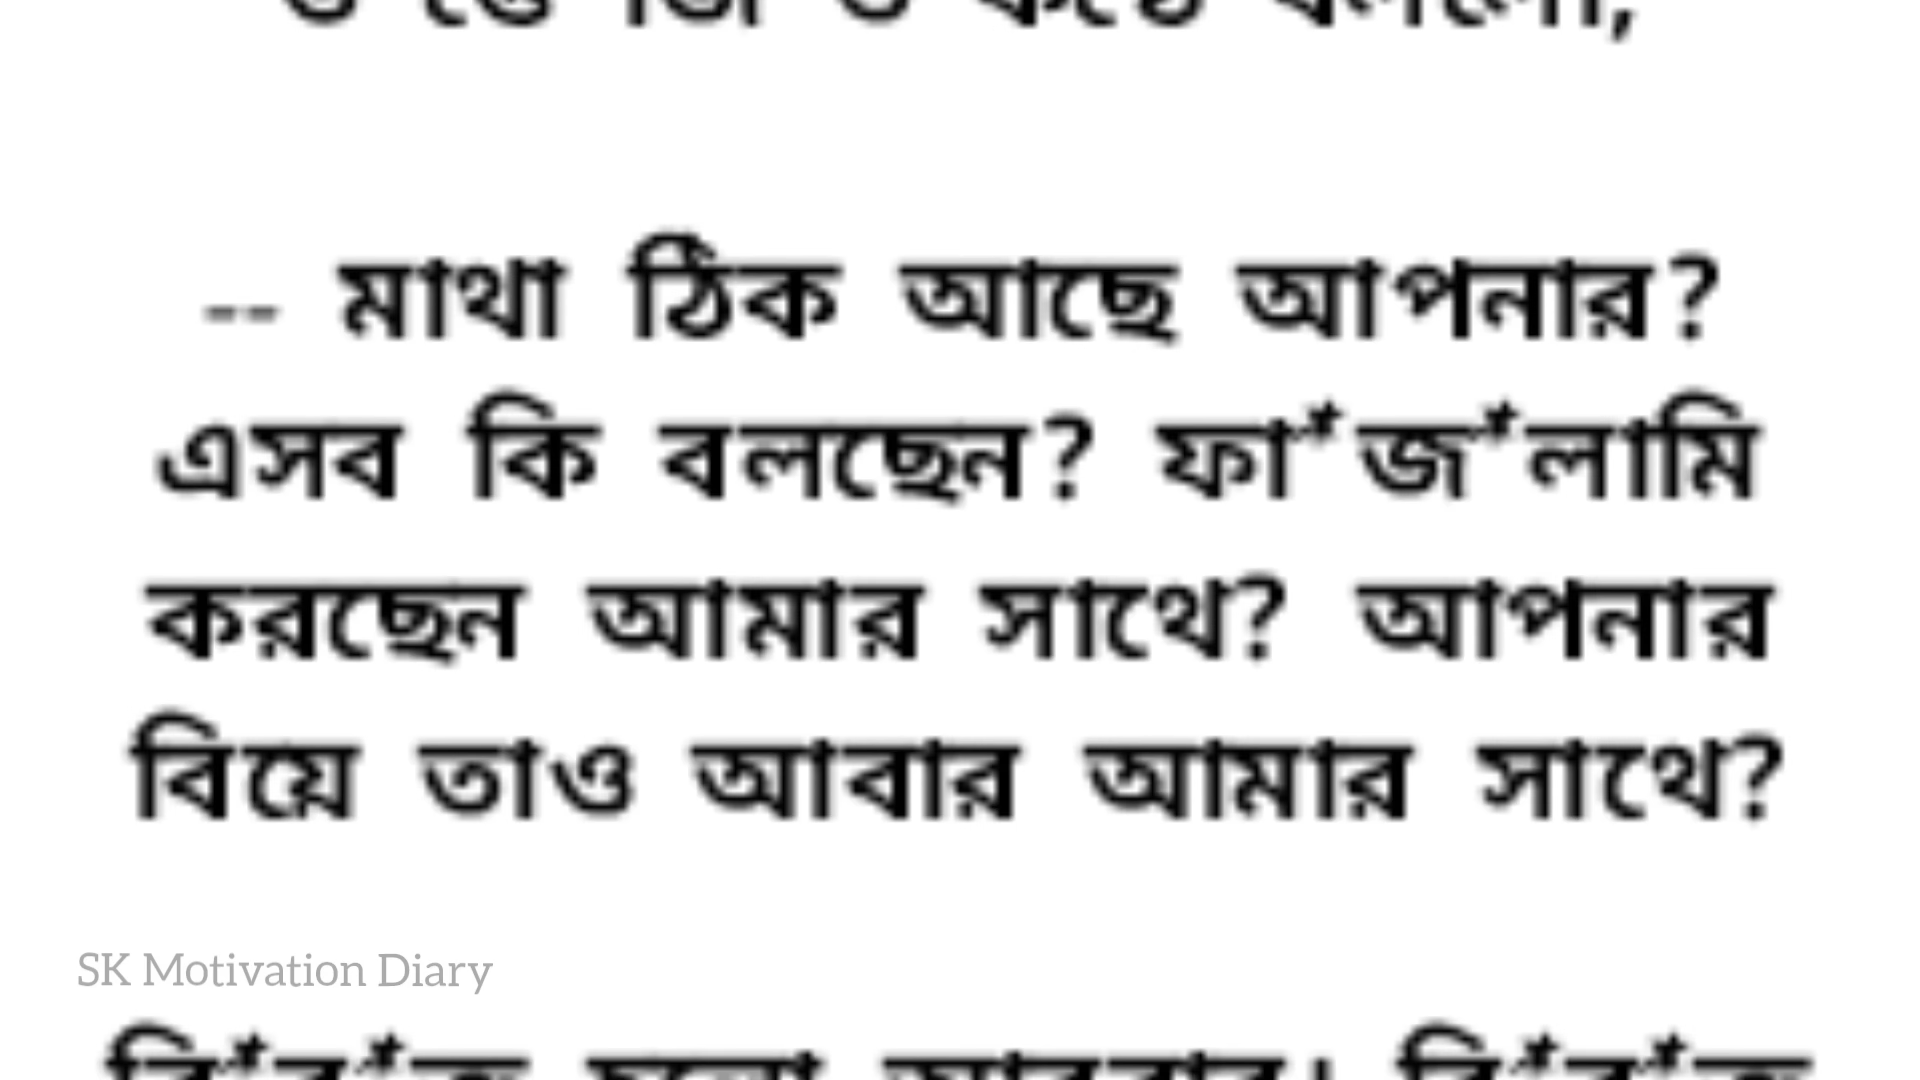 -- মাথা ঠিক আছে আপনার?
এসব কি বলছেন? ফা*জ*লামি
করছেন আমার সাথে? আপনার
বিয়ে তাও আবার আমার সাথে?
SK Motivation Diary